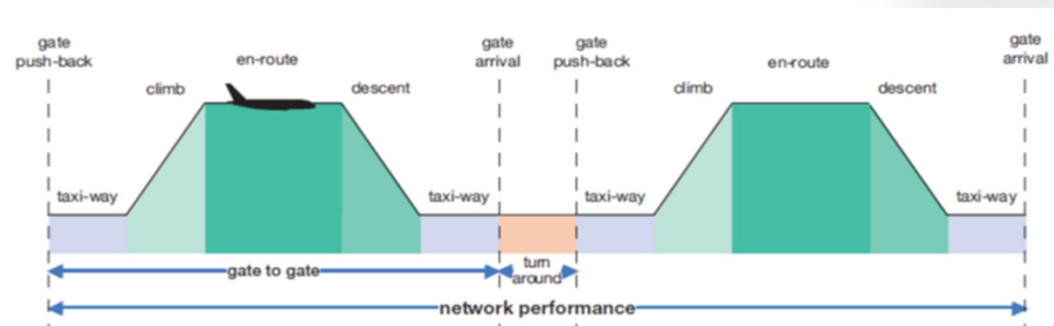 gate
push-back
climb
en-route
descent
gate
arrival
gate
push-back
climb
en-route
descent
gate
arrival
taxi-way
taxi-way
taxi-way
taxi-way
gate to gate
turn
around
network performance